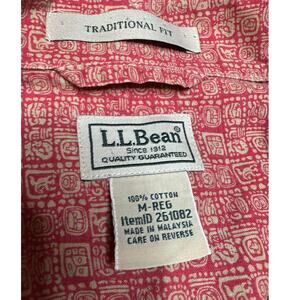 TRADITIONAL FIT
L.L.Bean®
Since 1912
QUALITY GUARANTEED
100% COTTON
M-REG
ItemID 261082
MADE IN MALAYSIA
CARE ON REVERSE